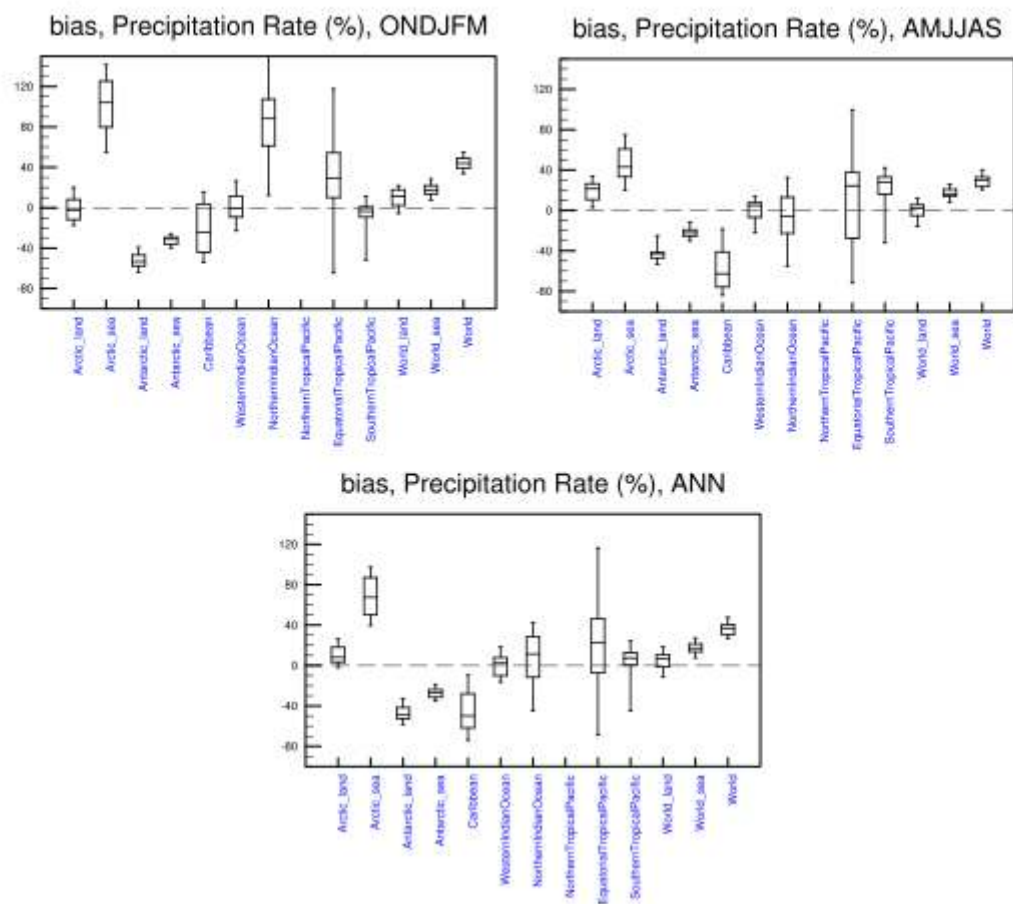 bias, Precipitation Rate (%), ONDJFM
120
80
40
0
-40
-80
Arctic_land
Arctic_sea
Antarctic_land
Antarctic_sea
Caribbean
WesternIndianOcean
NorthernIndianOcean
NorthernTropicalPacific
EquatorialTropicalPacific
SouthernTropicalPacific
World_land
World_sea
World
bias, Precipitation Rate (%), AMJJAS
120
80
40
0
-40
-80
Arctic_land
Arctic_sea
Antarctic_land
Antarctic_sea
Caribbean
WesternIndianOcean
NorthernIndianOcean
NorthernTropicalPacific
EquatorialTropicalPacific
SouthernTropicalPacific
World_land
World_sea
World
bias, Precipitation Rate (%), ANN
120
80
40
0
-40
-80
Arctic_land
Arctic_sea
Antarctic_land
Antarctic_sea
Caribbean
WesternIndianOcean
NorthernIndianOcean
NorthernTropicalPacific
EquatorialTropicalPacific
SouthernTropicalPacific
World_land
World_sea
World